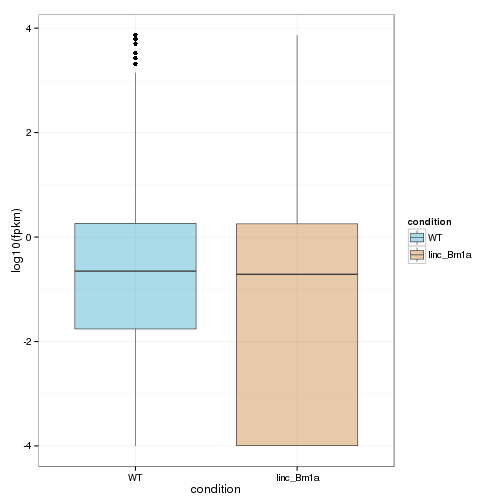 4
2
0
-2
-4
log10(fpkm)
WT
linc_Brn1a
condition
condition
WT
linc_Brn1a